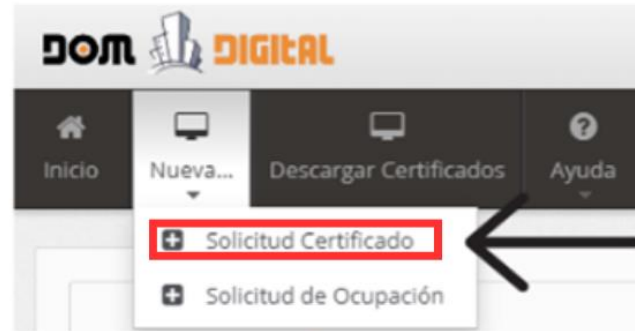 DOM DIGITAL
Inicio Nueva... Descargar Certificados Ayuda
Solicitud Certificado
Solicitud de Ocupación